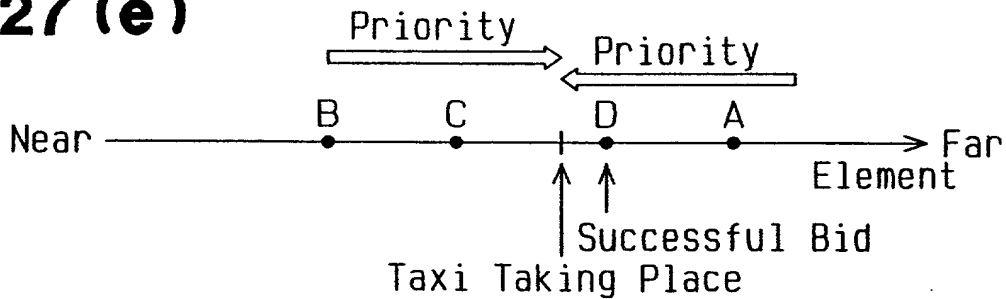 27(e)
Priority
Priority
B C D A
Near
Far
Element
Successful Bid
Taxi Taking Place